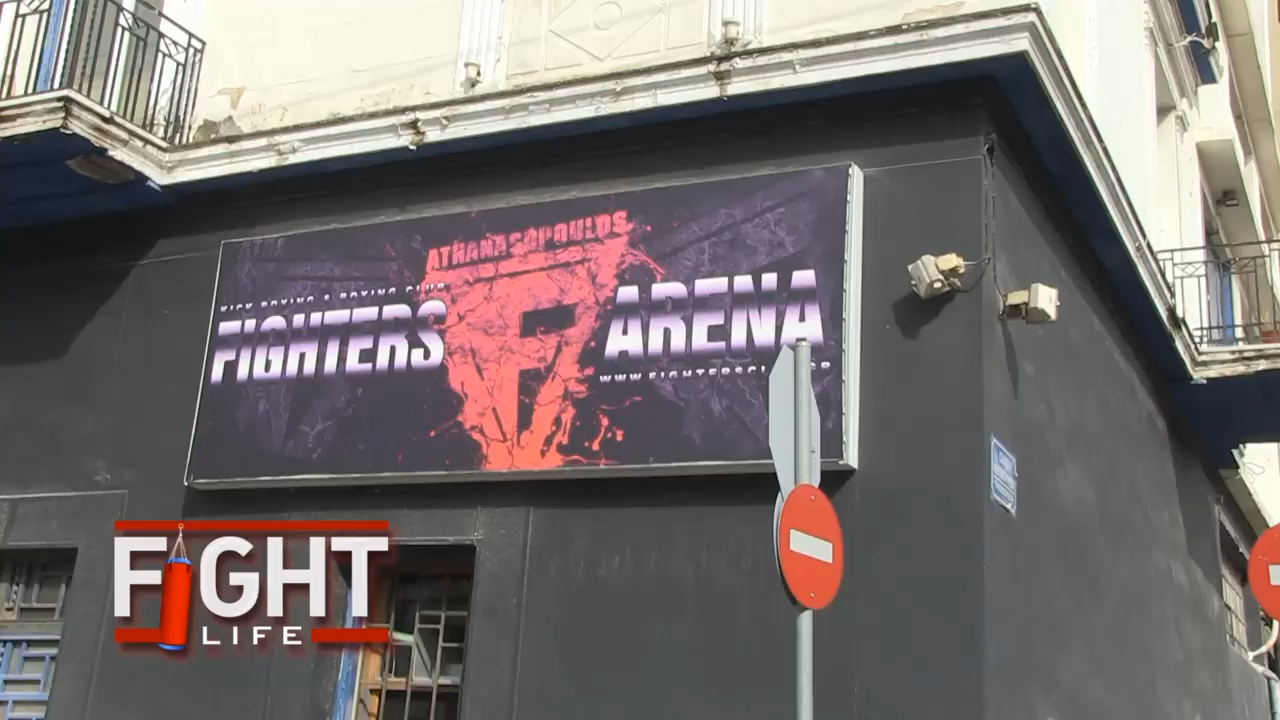 ATHANASOPOULOS
KICK BOXING & BOXING CLUB
FIGHTERS
ARENA
F
FIGHT
LIFE